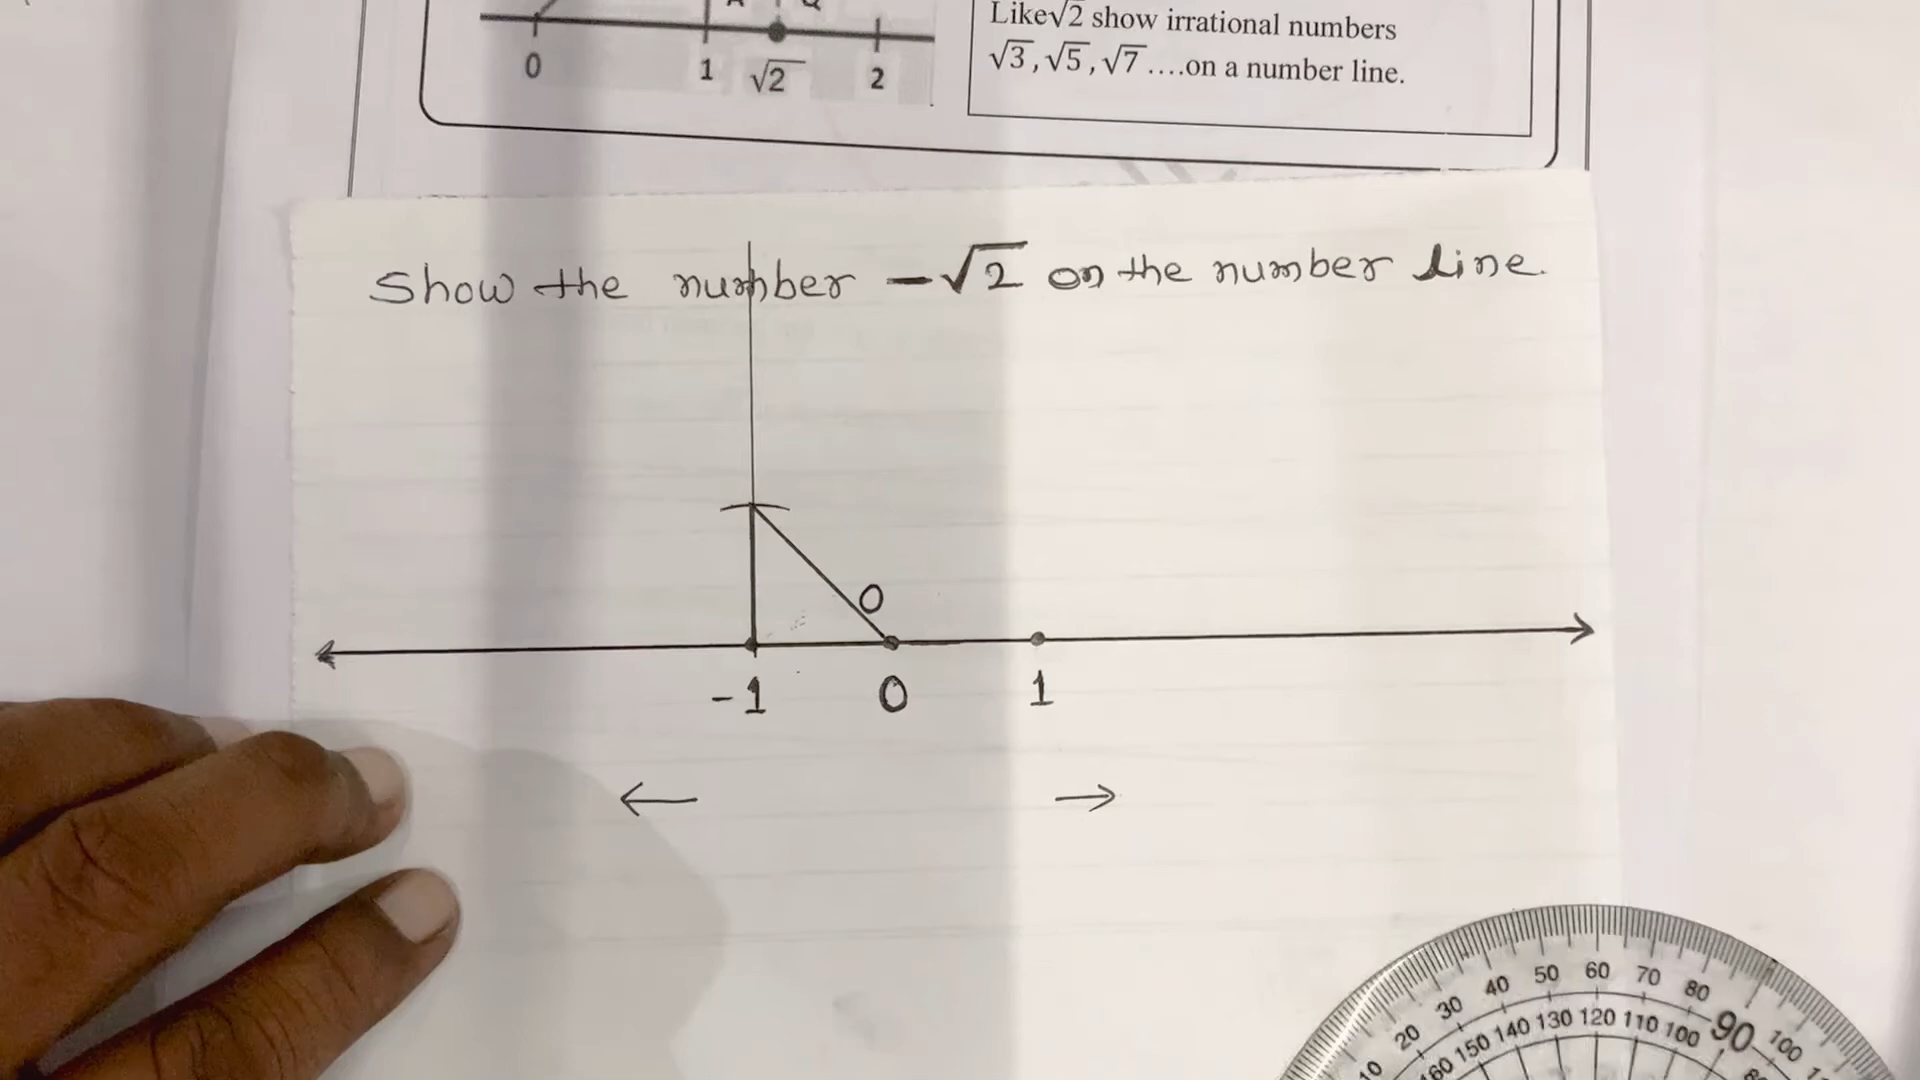 Like√2 show irrational numbers
√3, √5, √7 ....on a number line.
0 1 √2 2
Show the number -√2 on the number line.
O
-1 0 1
10 20 30 40 50 60 70 80 90 100
160 150 140 130 120 110 100